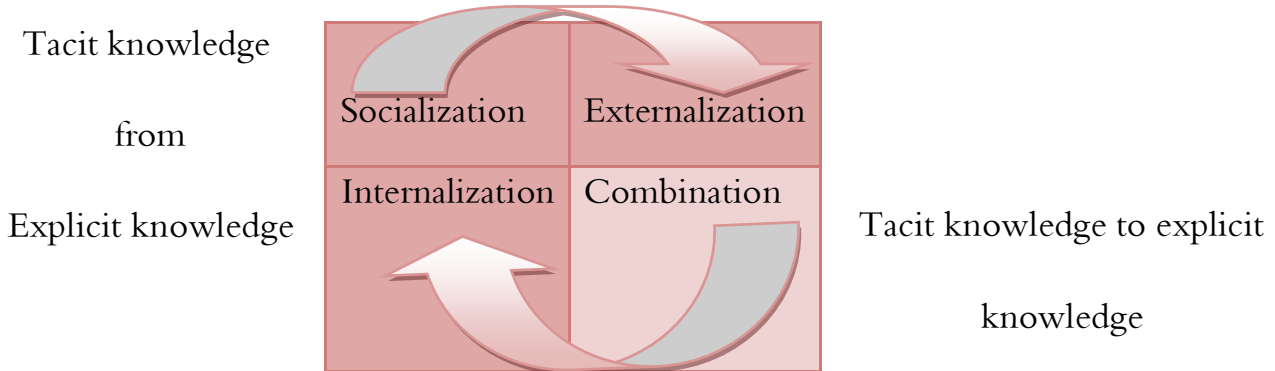 Tacit knowledge
from
Explicit knowledge
Socialization
Externalization
Internalization
Combination
Tacit knowledge to explicit
knowledge